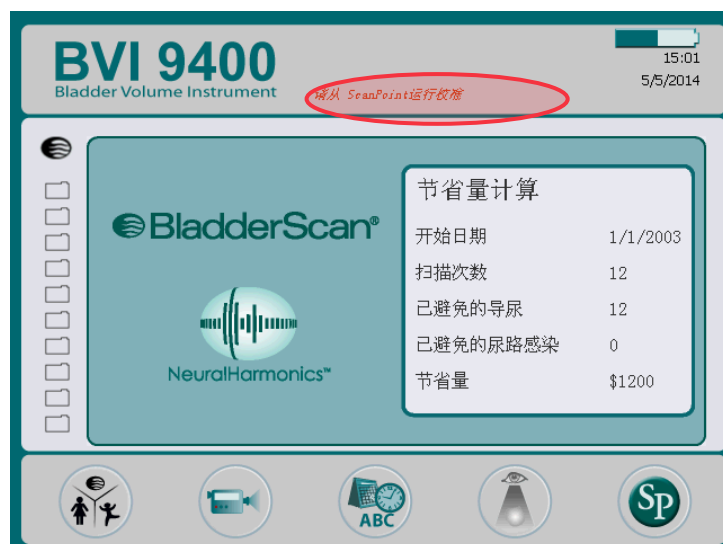 BVI 9400
Bladder Volume Instrument
请从 ScanPoint运行校准
15:01
5/5/2014
BladderScan®
NeuralHarmonics™
节省量计算
开始日期 1/1/2003
扫描次数 12
已避免的导尿 12
已避免的尿路感染 0
节省量 $1200
ABC
SP